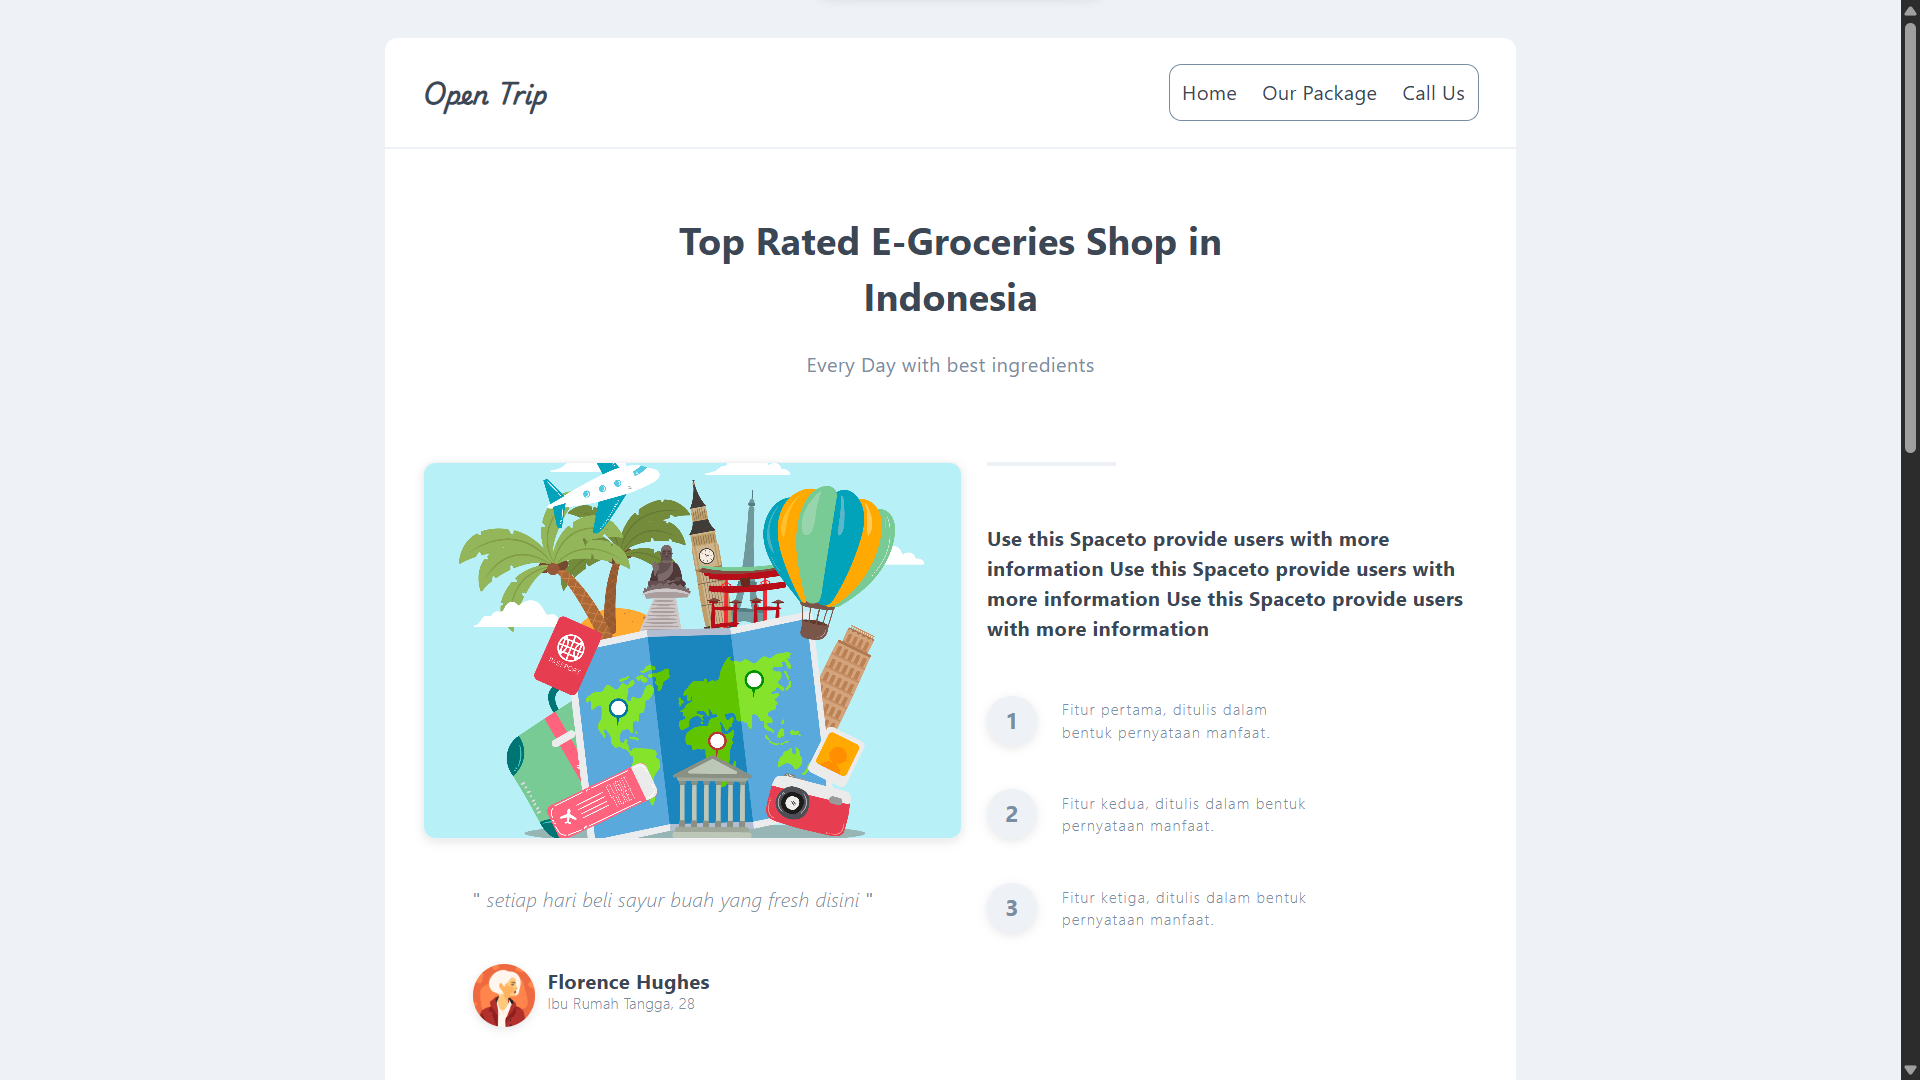 Open Trip
Home Our Package Call Us
Top Rated E-Groceries Shop in
Indonesia
Every Day with best ingredients
PASSPORT
Use this Spaceto provide users with more
information Use this Spaceto provide users with
more information Use this Spaceto provide users
with more information
1
Fitur pertama, ditulis dalam
bentuk pernyataan manfaat.
2
Fitur kedua, ditulis dalam bentuk
pernyataan manfaat.
3
Fitur ketiga, ditulis dalam bentuk
pernyataan manfaat.
" setiap hari beli sayur buah yang fresh disini "
Florence Hughes
Ibu Rumah Tangga, 28